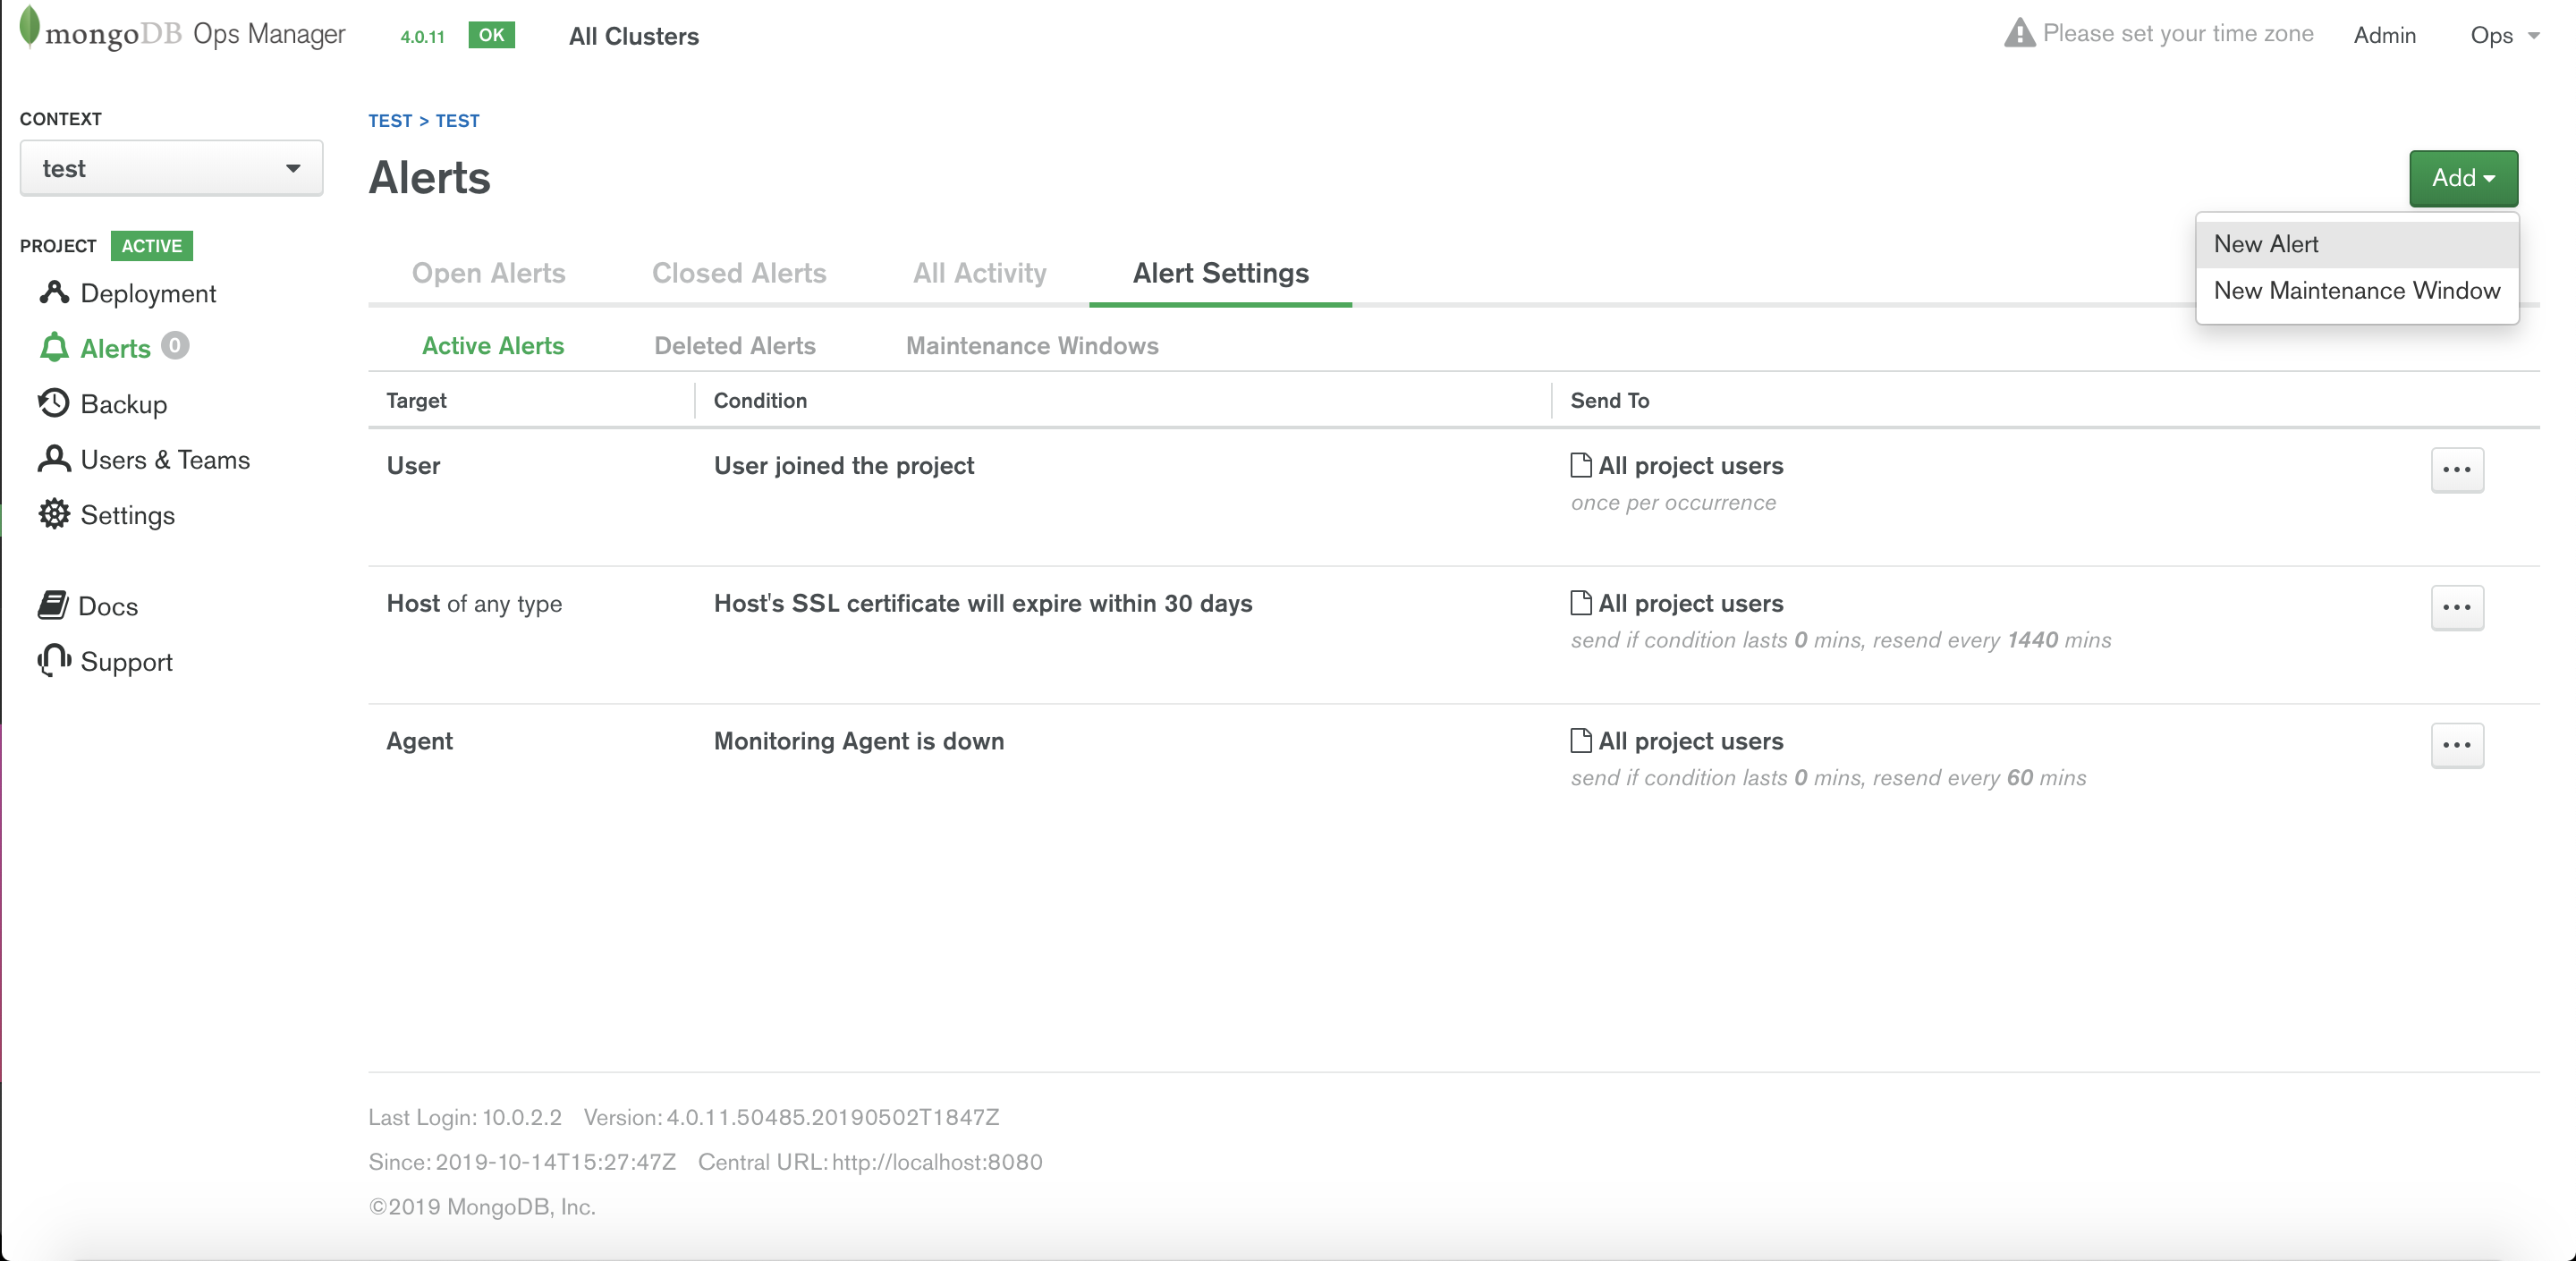 mongoDB Ops Manager 4.0.11 OK All Clusters Please set your time zone Admin Ops
CONTEXT
test
PROJECT ACTIVE
Deployment
Alerts 0
Backup
Users & Teams
Settings
Docs
Support
TEST > TEST
Alerts
Add
New Alert
New Maintenance Window
Open Alerts Closed Alerts All Activity Alert Settings
Active Alerts Deleted Alerts Maintenance Windows
Target Condition Send To
User User joined the project All project users
once per occurrence
Host of any type Host's SSL certificate will expire within 30 days All project users
send if condition lasts 0 mins, resend every 1440 mins
Agent Monitoring Agent is down All project users
send if condition lasts 0 mins, resend every 60 mins
Last Login: 10.0.2.2 Version: 4.0.11.50485.20190502T1847Z
Since: 2019-10-14T15:27:47Z Central URL: http://localhost:8080
©2019 MongoDB, Inc.